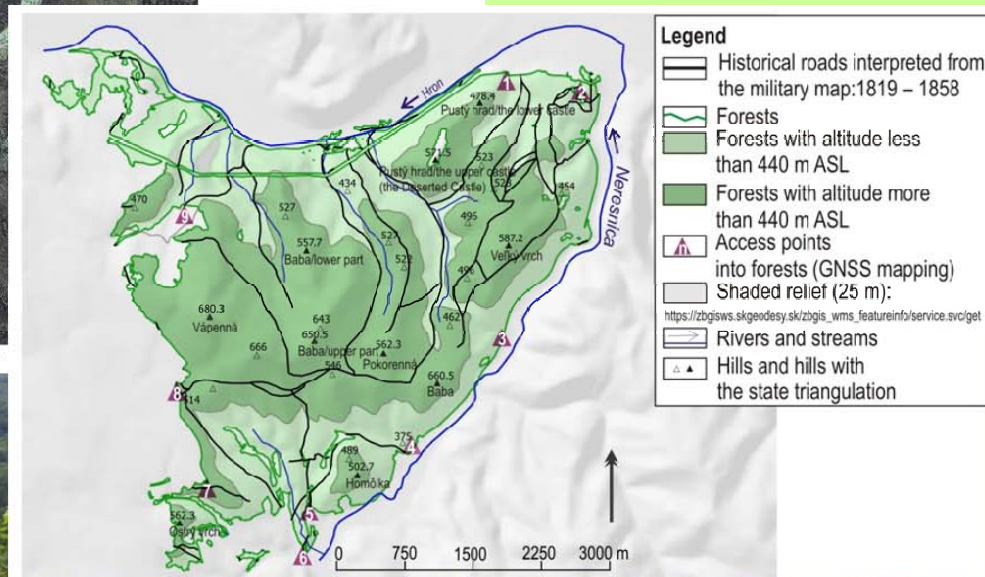 Hron
1
2
478.4
Pustý hrad/the lower castle
571.5
523
Pustý hrad/the upper castle
(the Deserted Castle)
434
454
470
9
527
495
527
557.7
Baba/lower part
522
587.2
Veľký vrch
Neresnica
680.3
Vápenná
643
462
Baba/upper part
562.3
Pokorenná
3
666
546
660.5
Baba
8
414
375
4
489
502.7
Homôlka
7
562.3
Ostrý vrch
5
6
0 750 1500 2250 3000 m
Legend
Historical roads interpreted from
the military map:1819 – 1858
Forests
Forests with altitude less
than 440 m ASL
Forests with altitude more
than 440 m ASL
n
Access points
into forests (GNSS mapping)
Shaded relief (25 m):
https://zbgisws.skgeodesy.sk/zbgis_wms_featureinfo/service.svc/get
Rivers and streams
Hills and hills with
the state triangulation